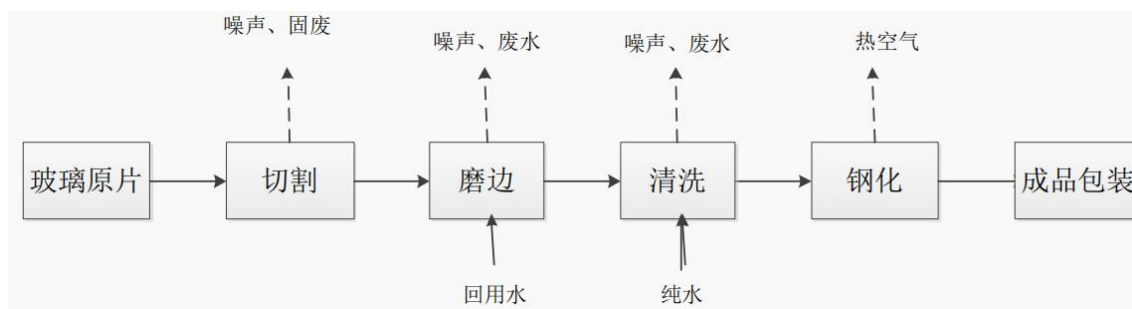 噪声、固废
噪声、废水
噪声、废水
热空气
玻璃原片
切割
磨边
清洗
钢化
成品包装
回用水
纯水